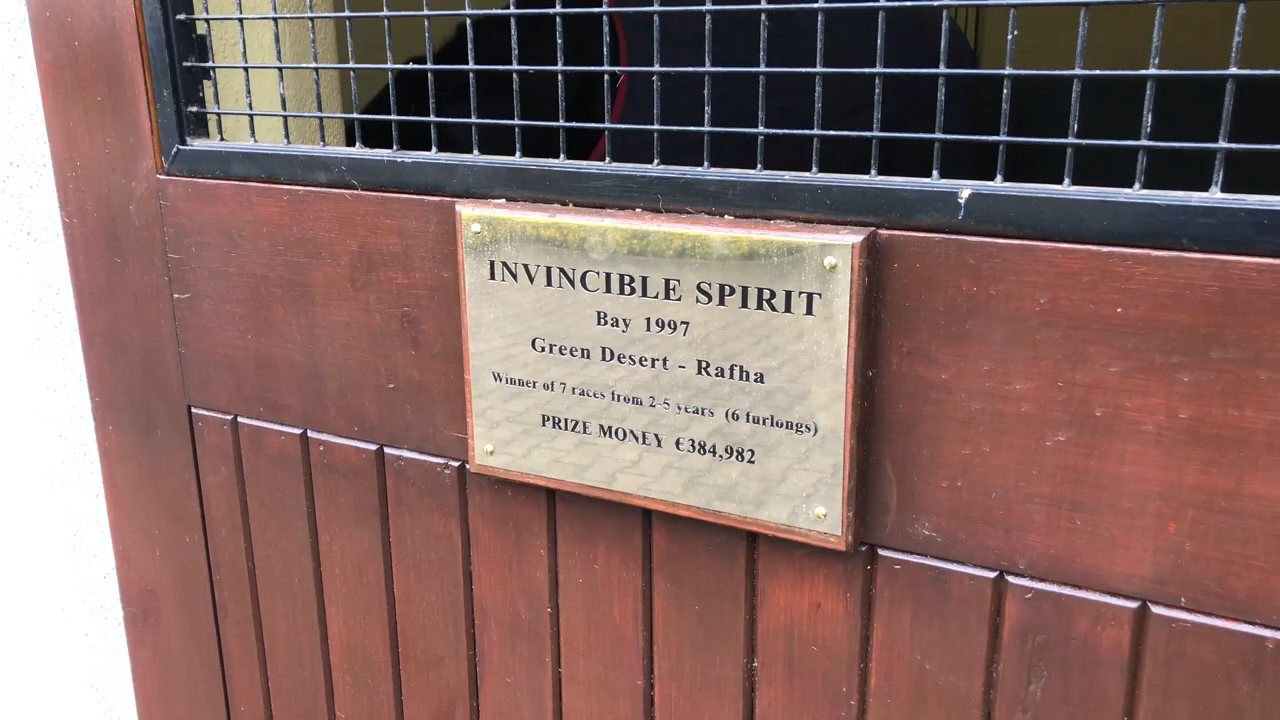 INVINCIBLE SPIRIT
Bay 1997
Green Desert - Rafha
Winner of 7 races from 2-5 years (6 furlongs)
PRIZE MONEY €384,982